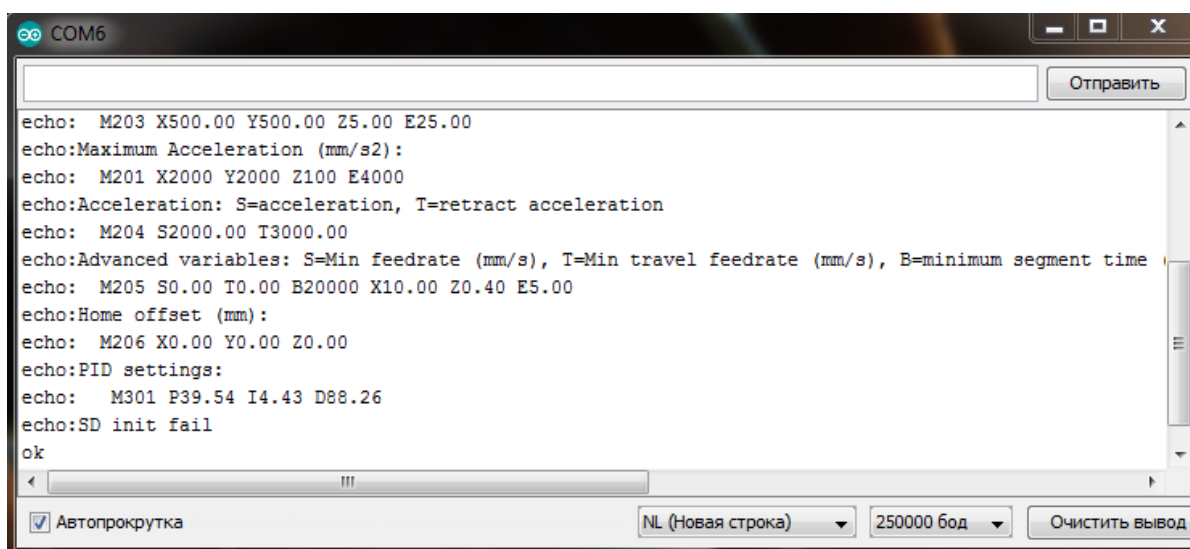 COM6
Отправить
echo:  M203 X500.00 Y500.00 Z5.00 E25.00
echo:Maximum Acceleration (mm/s2):
echo:  M201 X2000 Y2000 Z100 E4000
echo:Acceleration: S=acceleration, T=retract acceleration
echo:  M204 S2000.00 T3000.00
echo:Advanced variables: S=Min feedrate (mm/s), T=Min travel feedrate (mm/s), B=minimum segment time
echo:  M205 S0.00 T0.00 B20000 X10.00 Z0.40 E5.00
echo:Home offset (mm):
echo:  M206 X0.00 Y0.00 Z0.00
echo:PID settings:
echo:   M301 P39.54 I4.43 D88.26
echo:SD init fail
ok
Автопрокрутка
NL (Новая строка)
250000 бод
Очистить вывод